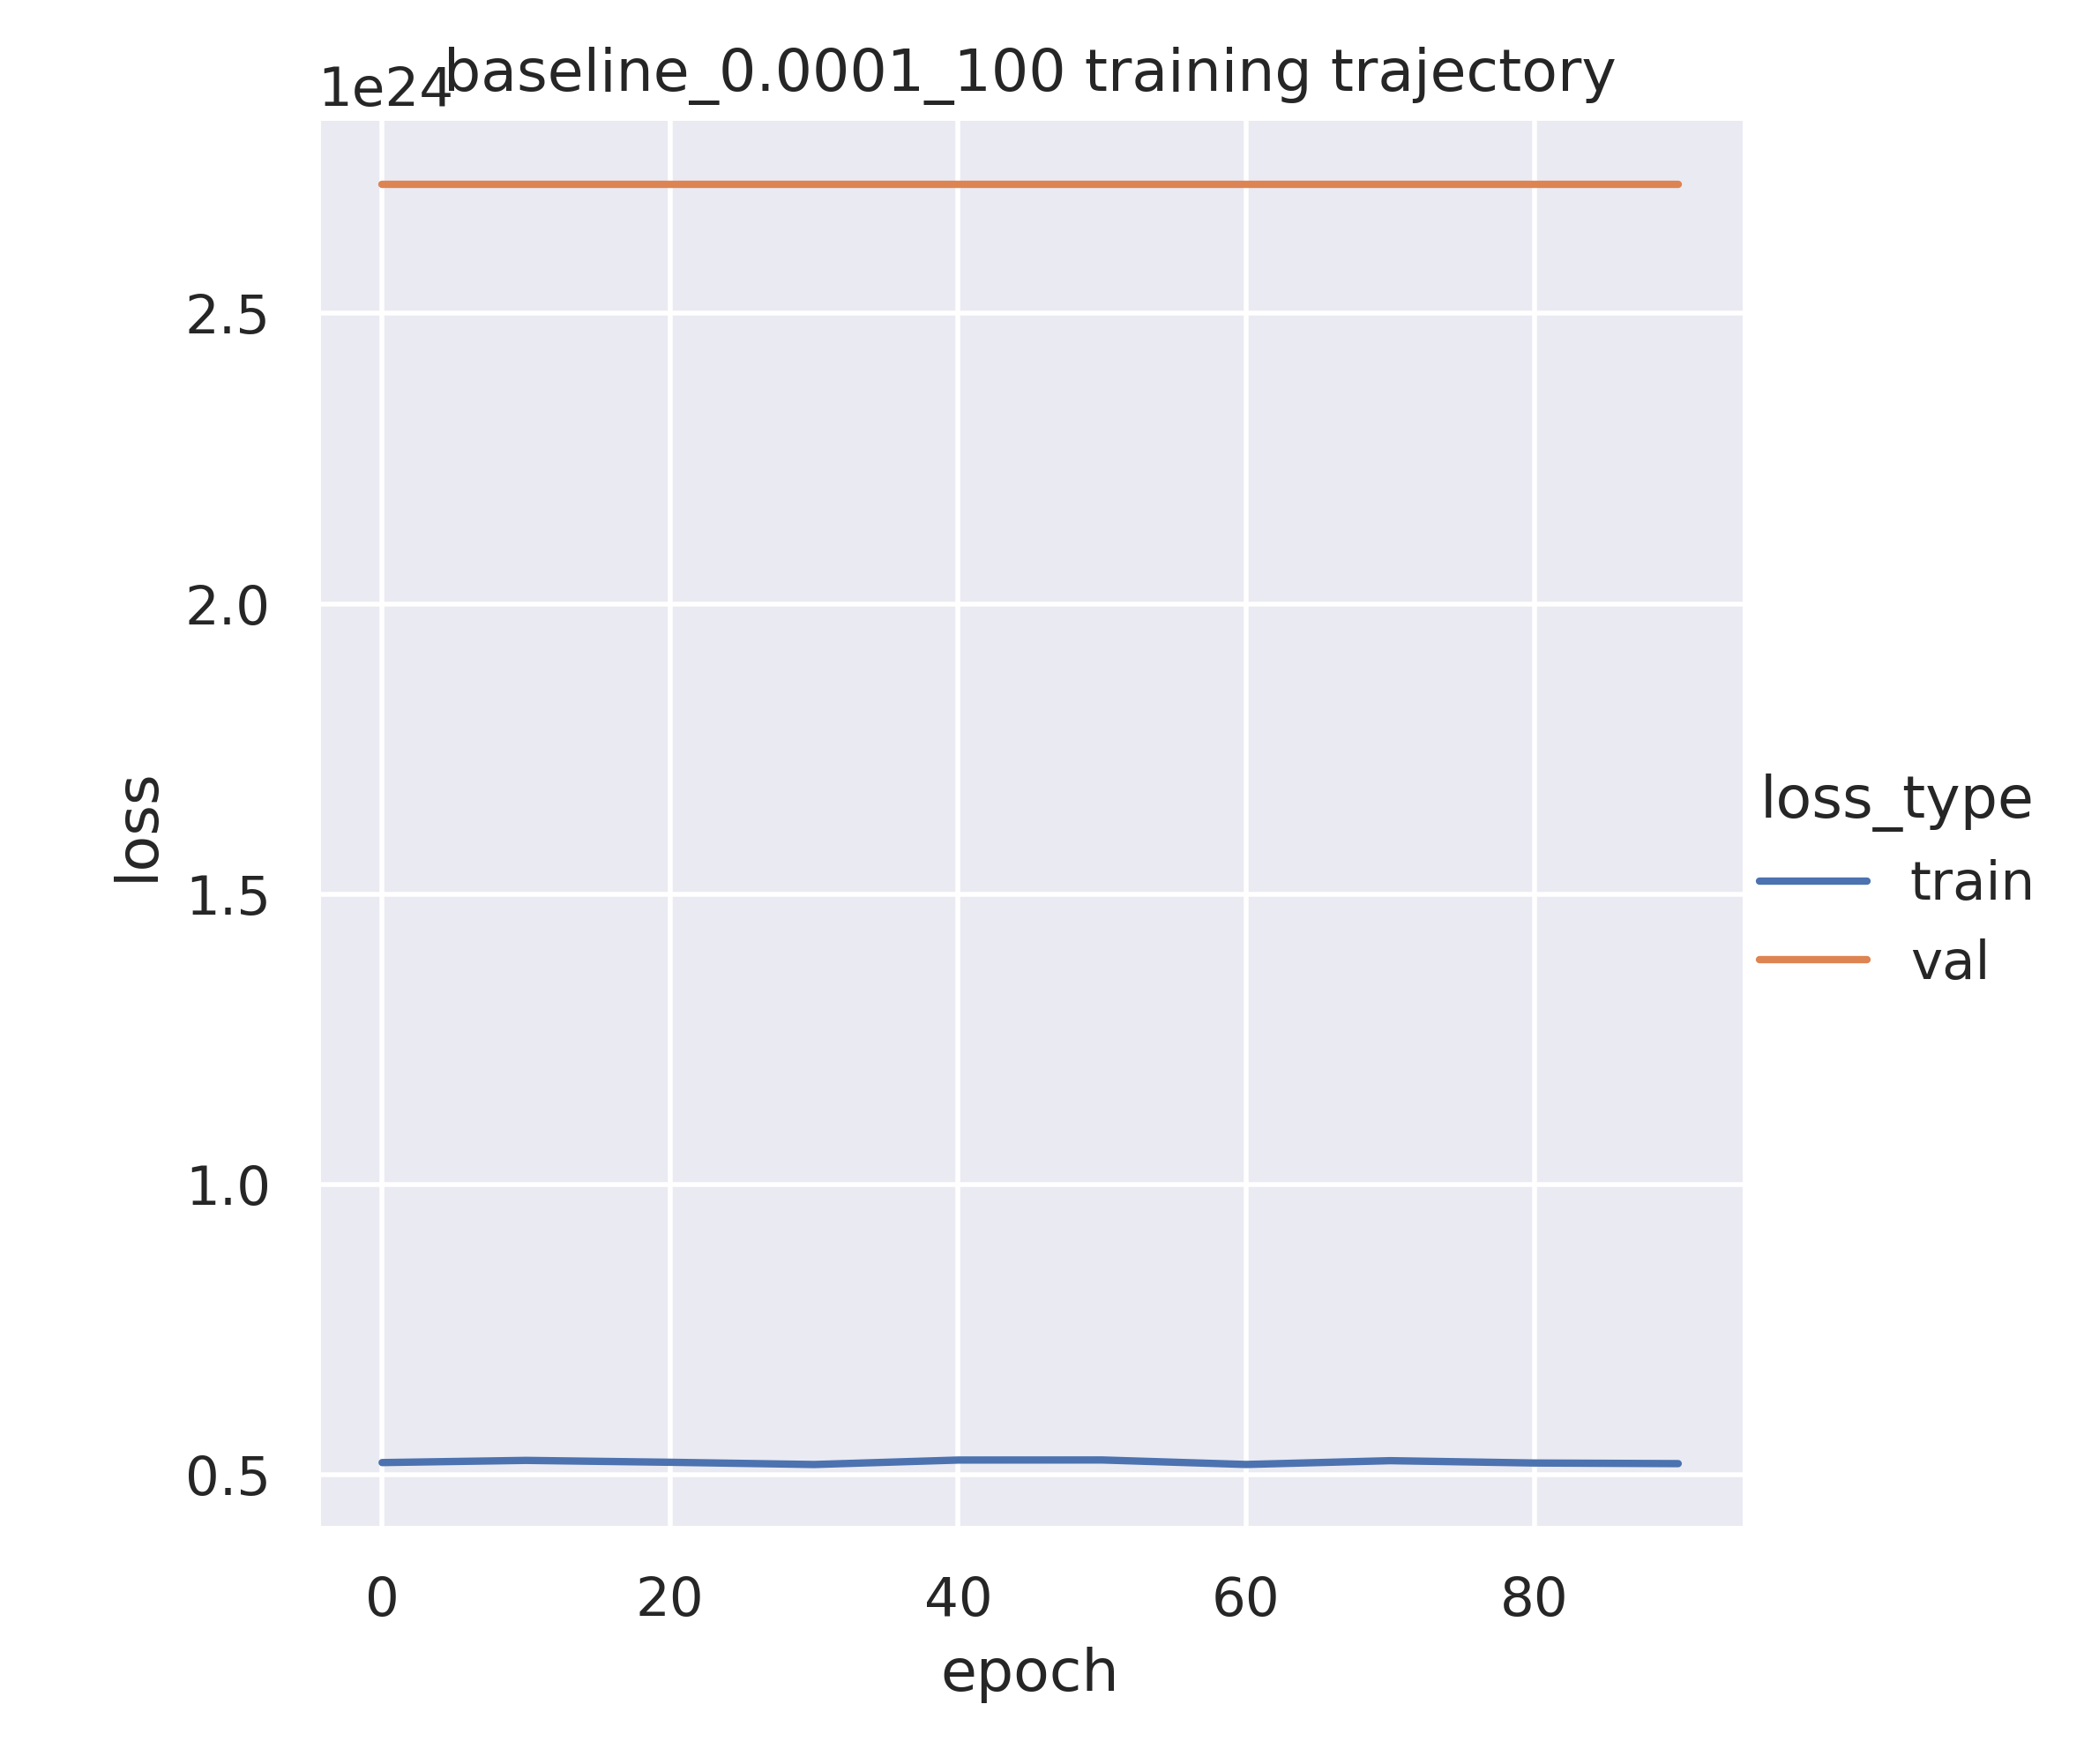 baseline_0.0001_100 training trajectory
1e24
2.5
2.0
1.5
1.0
0.5
loss
0 20 40 60 80
epoch
loss_type
train
val